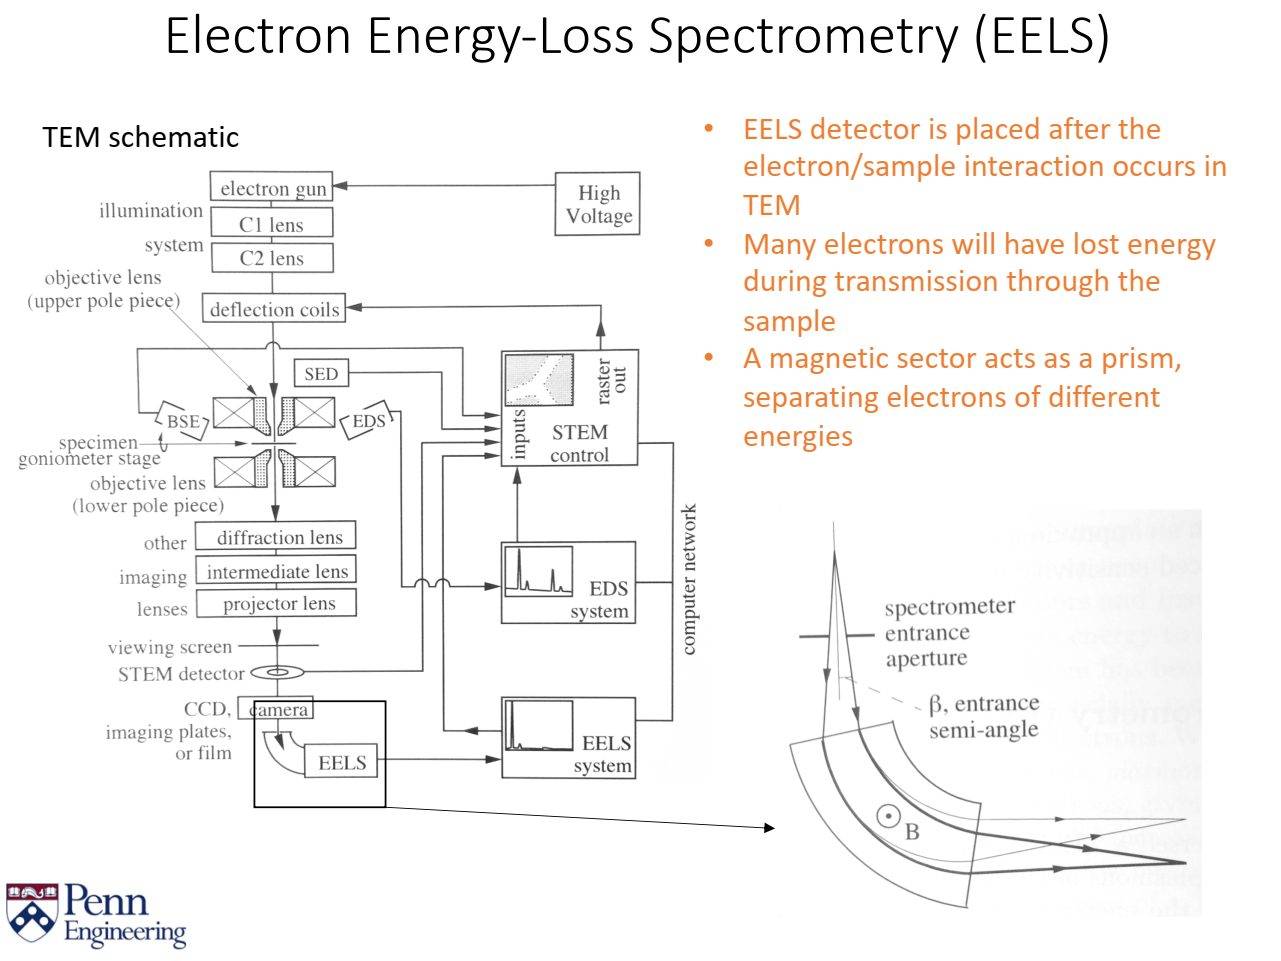 Electron Energy-Loss Spectrometry (EELS)
TEM schematic
electron gun
High
Voltage
illumination
system
C1 lens
C2 lens
objective lens
(upper pole piece)
deflection coils
SED
raster
out
BSE
EDS
inputs
STEM
control
specimen
goniometer stage
objective lens
(lower pole piece)
other
imaging
lenses
diffraction lens
intermediate lens
projector lens
EDS
system
computer network
viewing screen
STEM detector
CCD,
imaging plates,
or film
camera
EELS
EELS
system
• EELS detector is placed after the
electron/sample interaction occurs in
TEM
• Many electrons will have lost energy
during transmission through the
sample
• A magnetic sector acts as a prism,
separating electrons of different
energies
spectrometer
entrance
aperture
β, entrance
semi-angle
B
Penn
Engineering